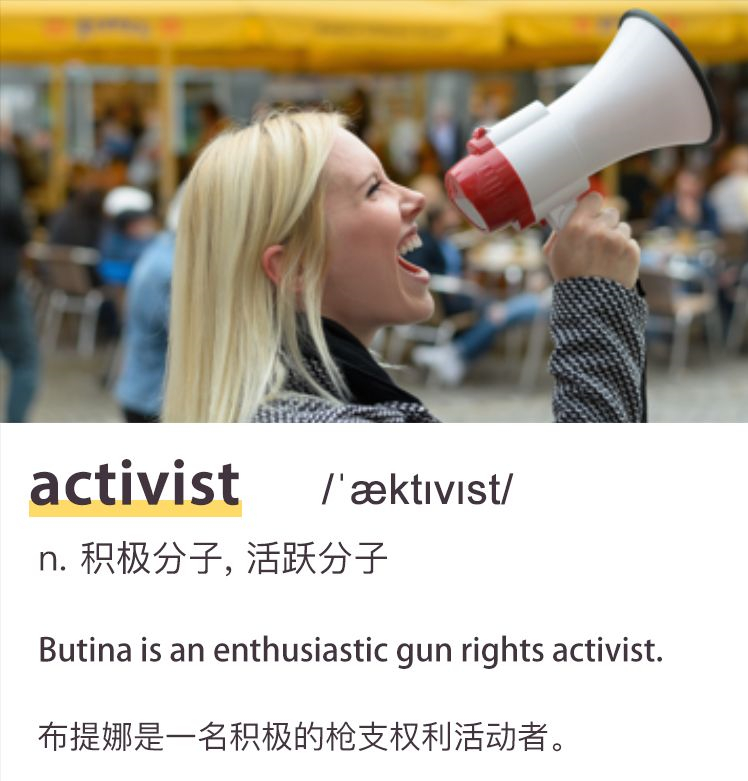 activist /ˈæktɪvɪst/
n. 积极分子, 活跃分子
Butina is an enthusiastic gun rights activist.
布提娜是一名积极的枪支权利活动者。